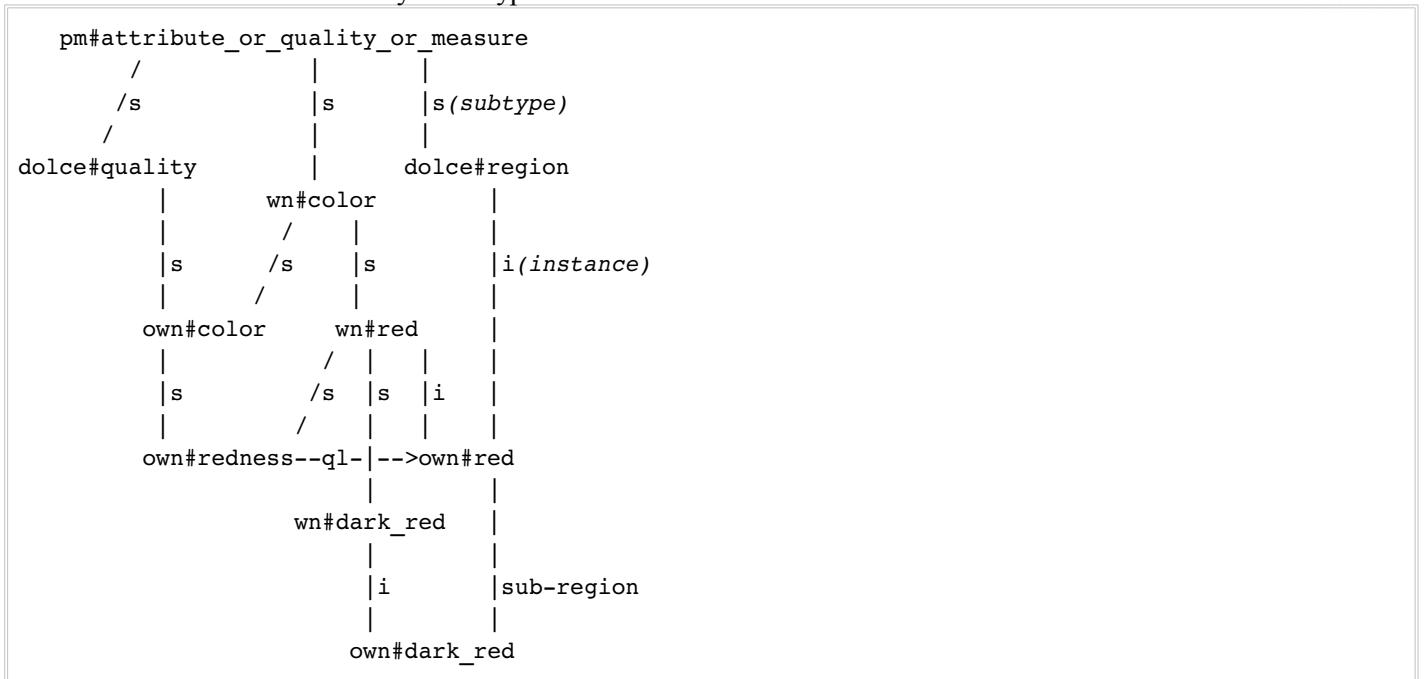 pm#attribute_or_quality_or_measure
/ | |
/s |s |s(subtype)
/ | |
dolce#quality | dolce#region
| wn#color |
| / | |
|s /s |s |i(instance)
| / | |
own#color wn#red |
| / | | |
|s /s |s |i |
| / | | |
own#redness--ql-|-->own#red
| |
wn#dark_red |
| |
|i |sub-region
| |
own#dark_red